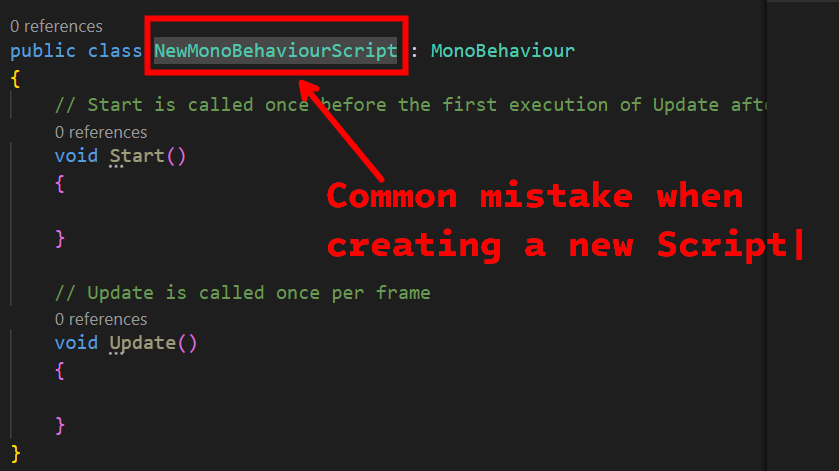 0 references
public class NewMonoBehaviourScript : MonoBehaviour
{
// Start is called once before the first execution of Update afte
0 references
void Start()
{
}
Common mistake when
creating a new Script|
// Update is called once per frame
0 references
void Update()
{
}
}